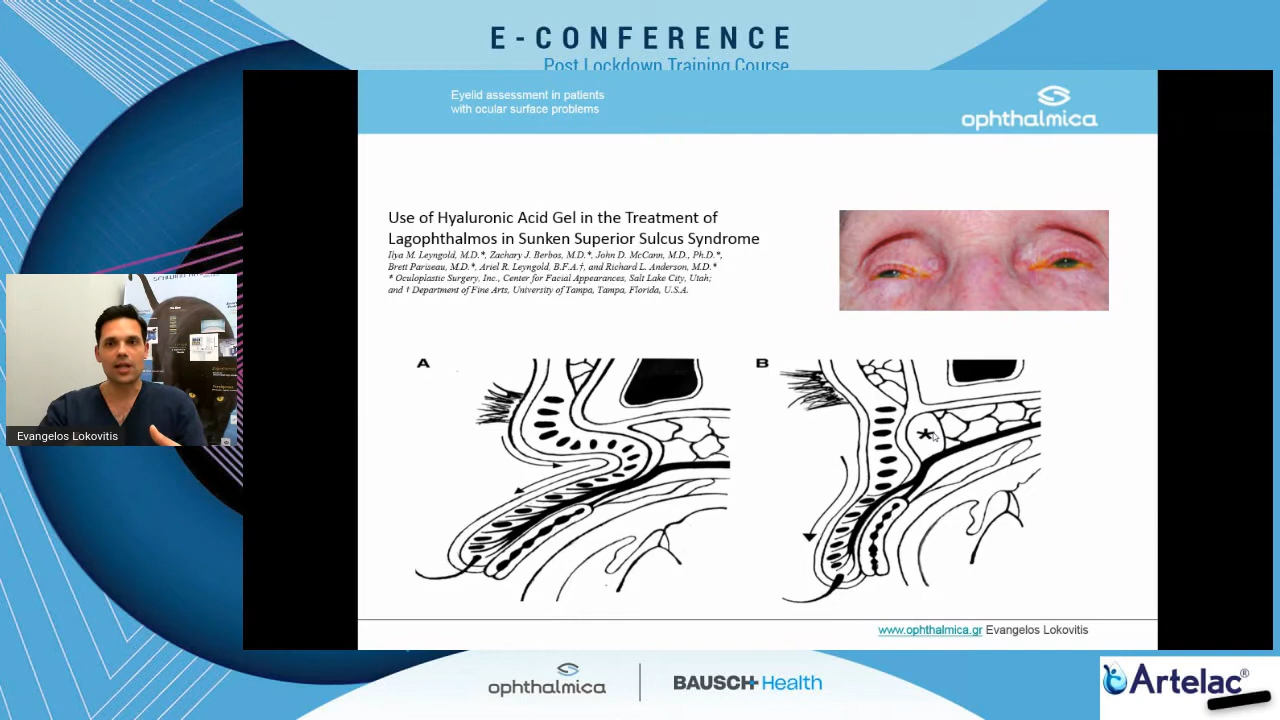 E-CONFERENCE
Post Lockdown Training Course
Eyelid assessment in patients
with ocular surface problems
ophthalmica
Use of Hyaluronic Acid Gel in the Treatment of
Lagophthalmos in Sunken Superior Sulcus Syndrome
Ilya M. Leyngold, M.D.*, Zachary J. Berbos, M.D.*, John D. McCann, M.D., Ph.D.*,
Brett Pariseau, M.D.*, Ariel R. Leyngold, B.F.A.†, and Richard L. Anderson, M.D.*
* Oculoplastic Surgery, Inc., Center for Facial Appearances, Salt Lake City, Utah;
and † Department of Fine Arts, University of Tampa, Tampa, Florida, U.S.A.
A
B
*
Evangelos Lokovitis
www.ophthalmica.gr Evangelos Lokovitis
ophthalmica
BAUSCH+Health
Artelac®